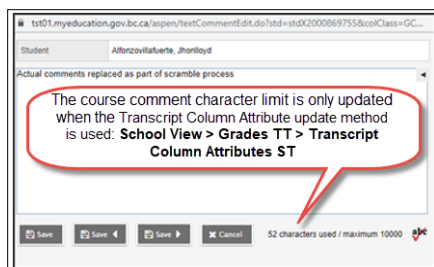 tst01.myeducation.gov.bc.ca/aspen/textCommentEdit.do?std=stdX2000869755&colClass=GC...
Student Alfonzovillafuerte, Jhonlloyd
Actual comments replaced as part of scramble process
The course comment character limit is only updated
when the Transcript Column Attribute update method
is used: School View > Grades TT > Transcript
Column Attributes ST
Save Save Save Cancel 52 characters used / maximum 10000 abc